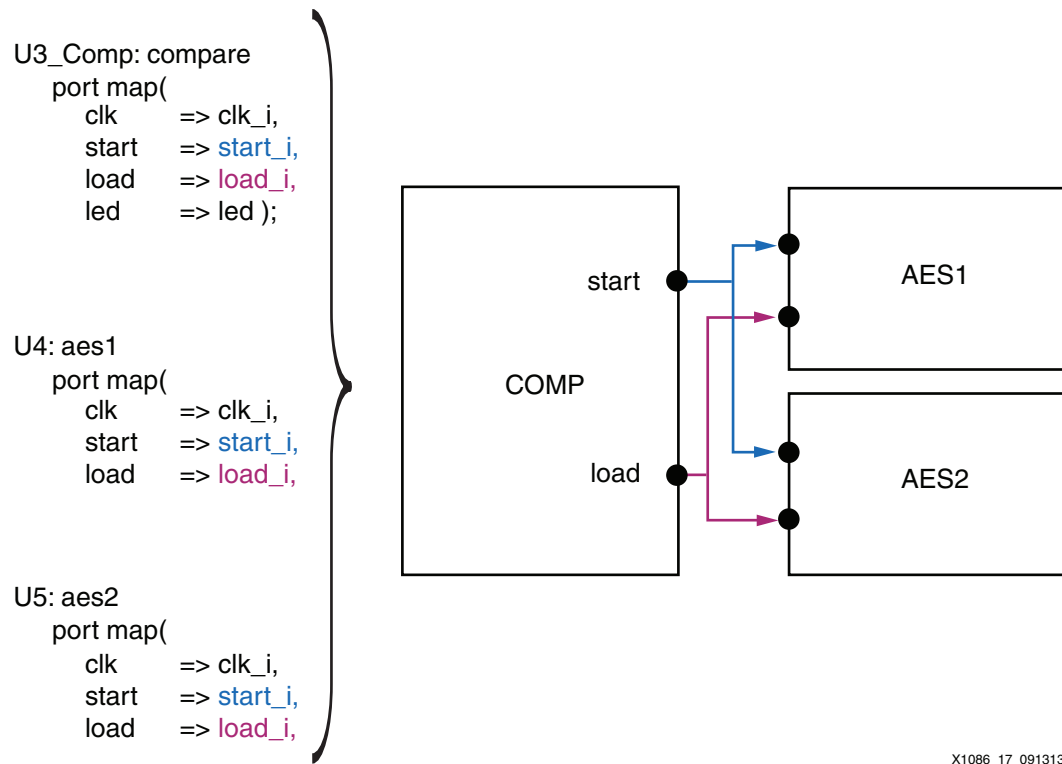 U3_Comp: compare
port map(
clk => clk_i,
start => start_i,
load => load_i,
led => led );
U4: aes1
port map(
clk => clk_i,
start => start_i,
load => load_i,
U5: aes2
port map(
clk => clk_i,
start => start_i,
load => load_i,
COMP
start
load
AES1
AES2
X1086_17_091313